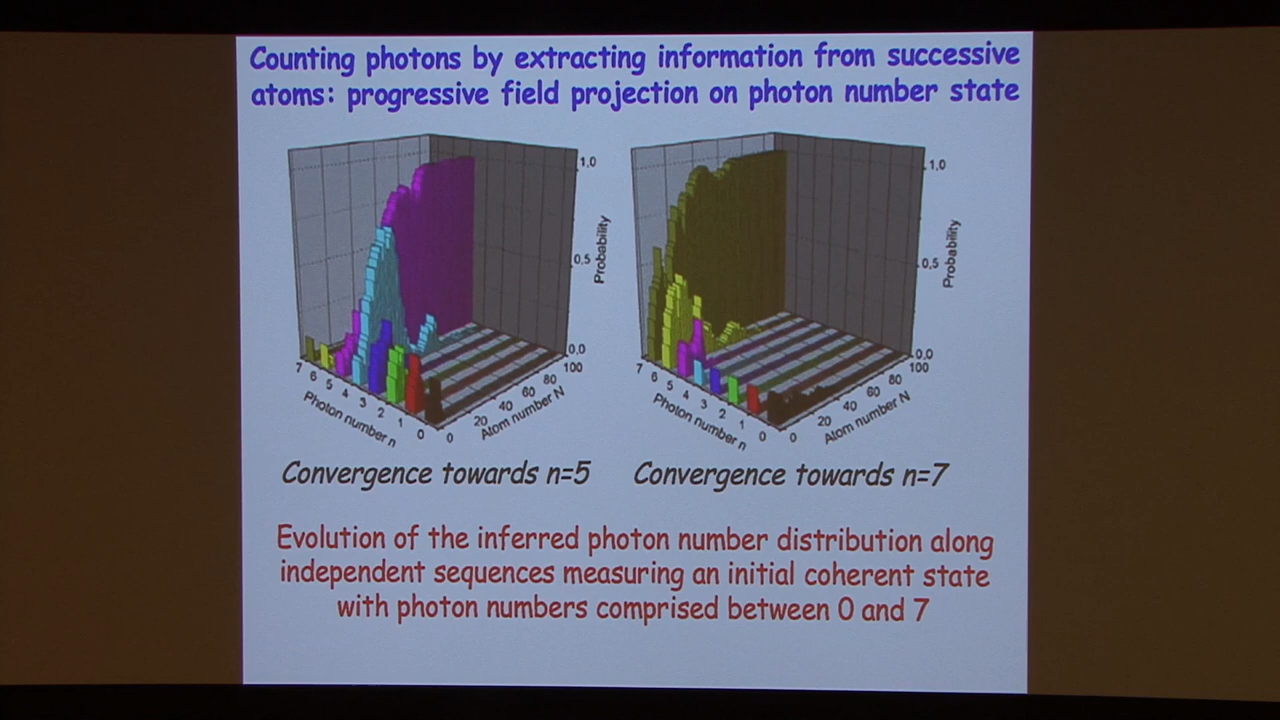 Counting photons by extracting information from successive
atoms: progressive field projection on photon number state
1,0
0,5
0,0
Probability
7 6 5 4 3 2 1 0
Photon number n
0 20 40 60 80 100
Atom number N
1,0
0,5
0,0
Probability
7 6 5 4 3 2 1 0
Photon number n
0 20 40 60 80 100
Atom number N
Convergence towards n=5
Convergence towards n=7
Evolution of the inferred photon number distribution along
independent sequences measuring an initial coherent state
with photon numbers comprised between 0 and 7